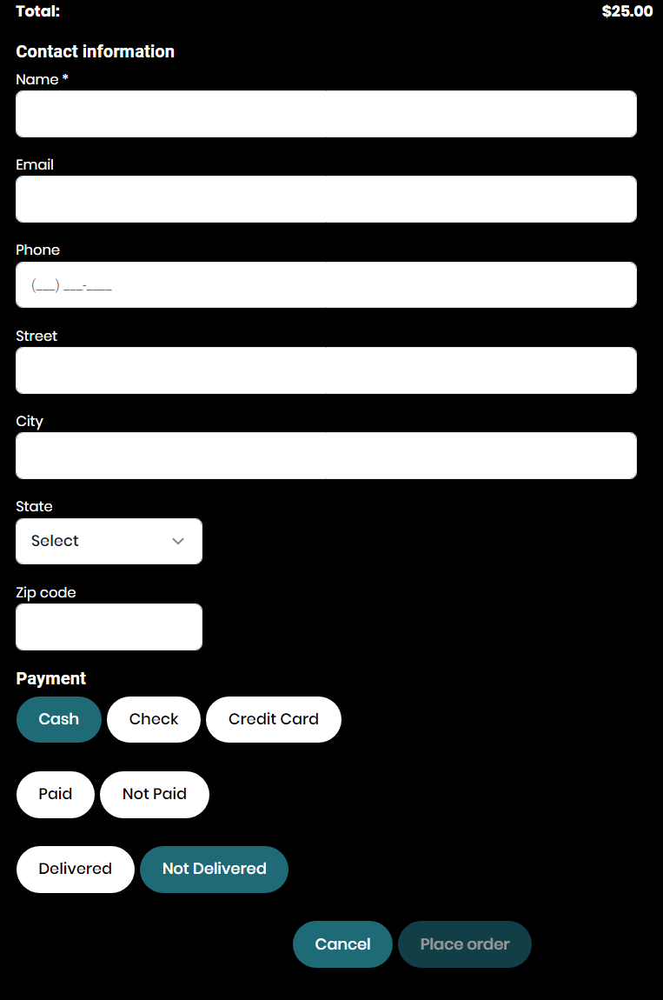 Total: $25.00
Contact information
Name *
Email
Phone
(___) ___-____
Street
City
State
Select
Zip code
Payment
Cash Check Credit Card
Paid Not Paid
Delivered Not Delivered
Cancel Place order